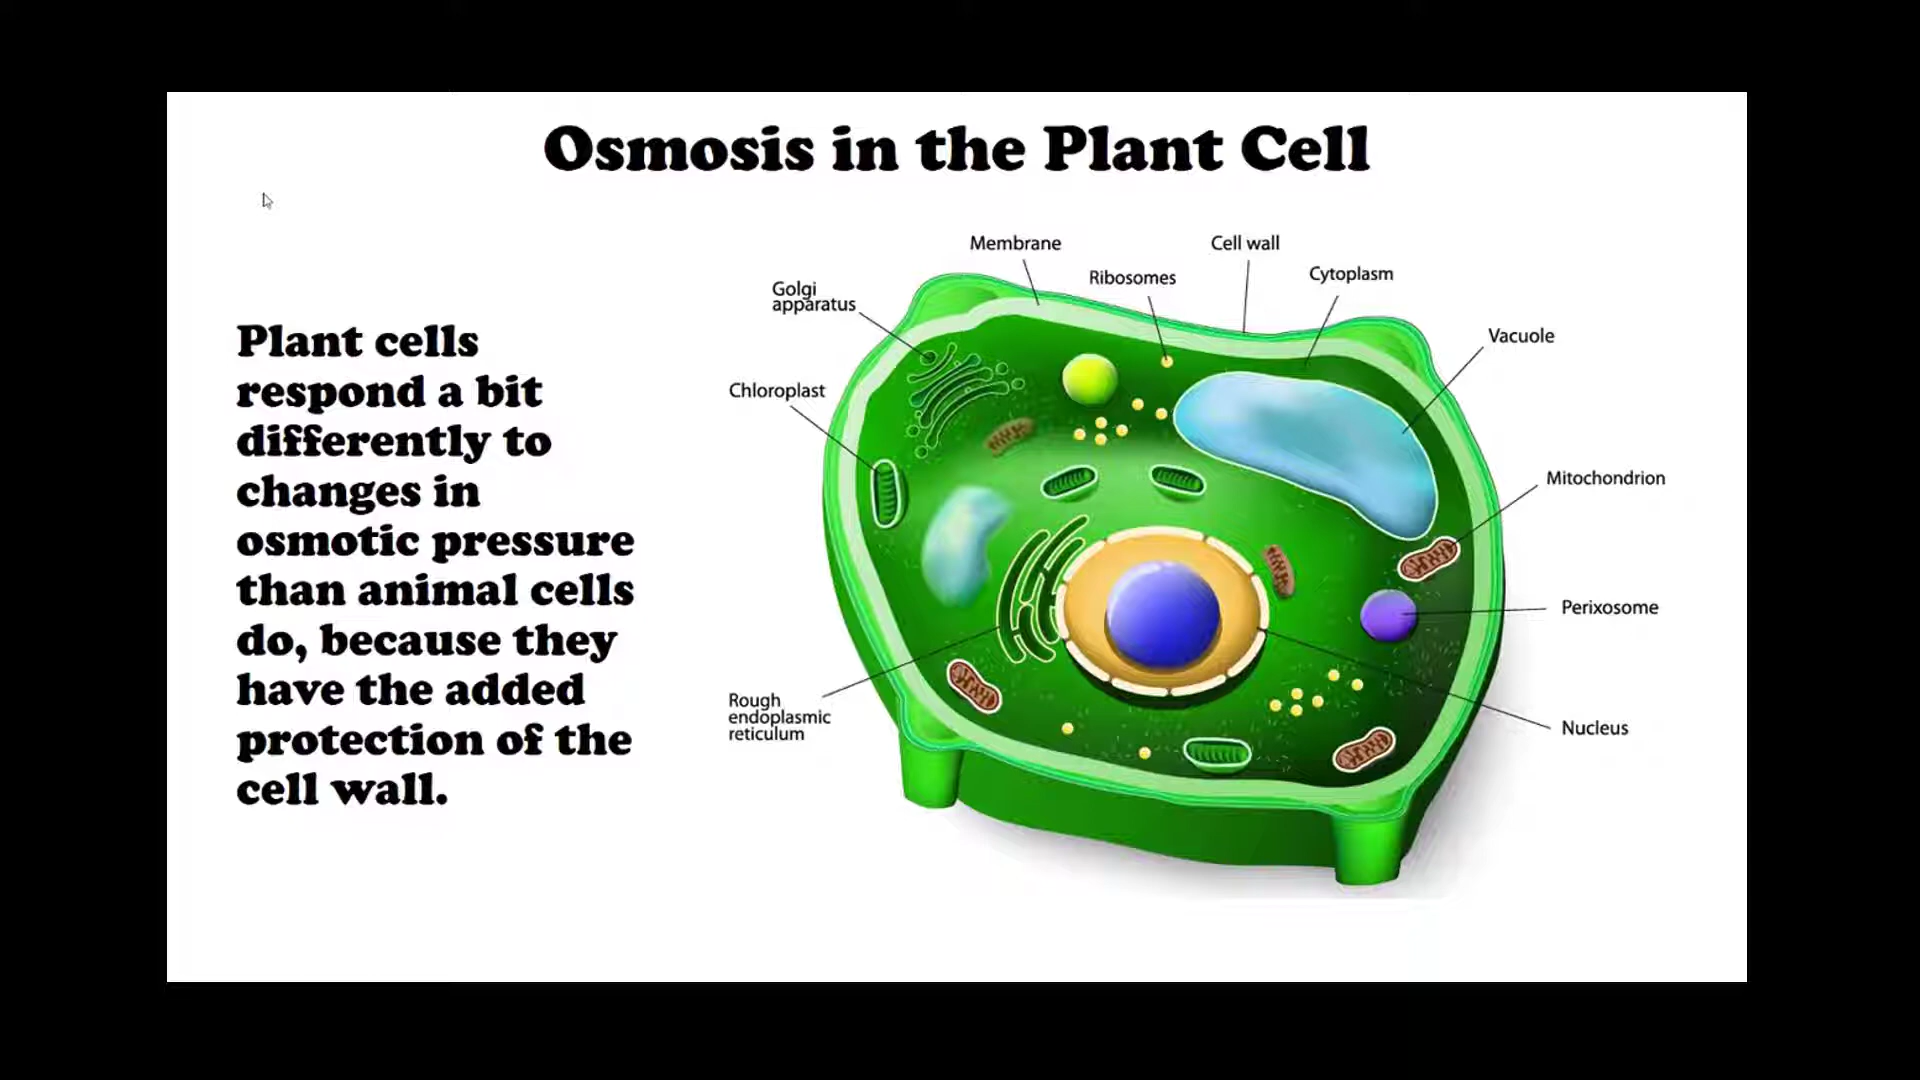 Osmosis in the Plant Cell
Plant cells
respond a bit
differently to
changes in
osmotic pressure
than animal cells
do, because they
have the added
protection of the
cell wall.
Membrane
Cell wall
Ribosomes
Cytoplasm
Golgi
apparatus
Vacuole
Chloroplast
Mitochondrion
Perixosome
Rough
endoplasmic
reticulum
Nucleus